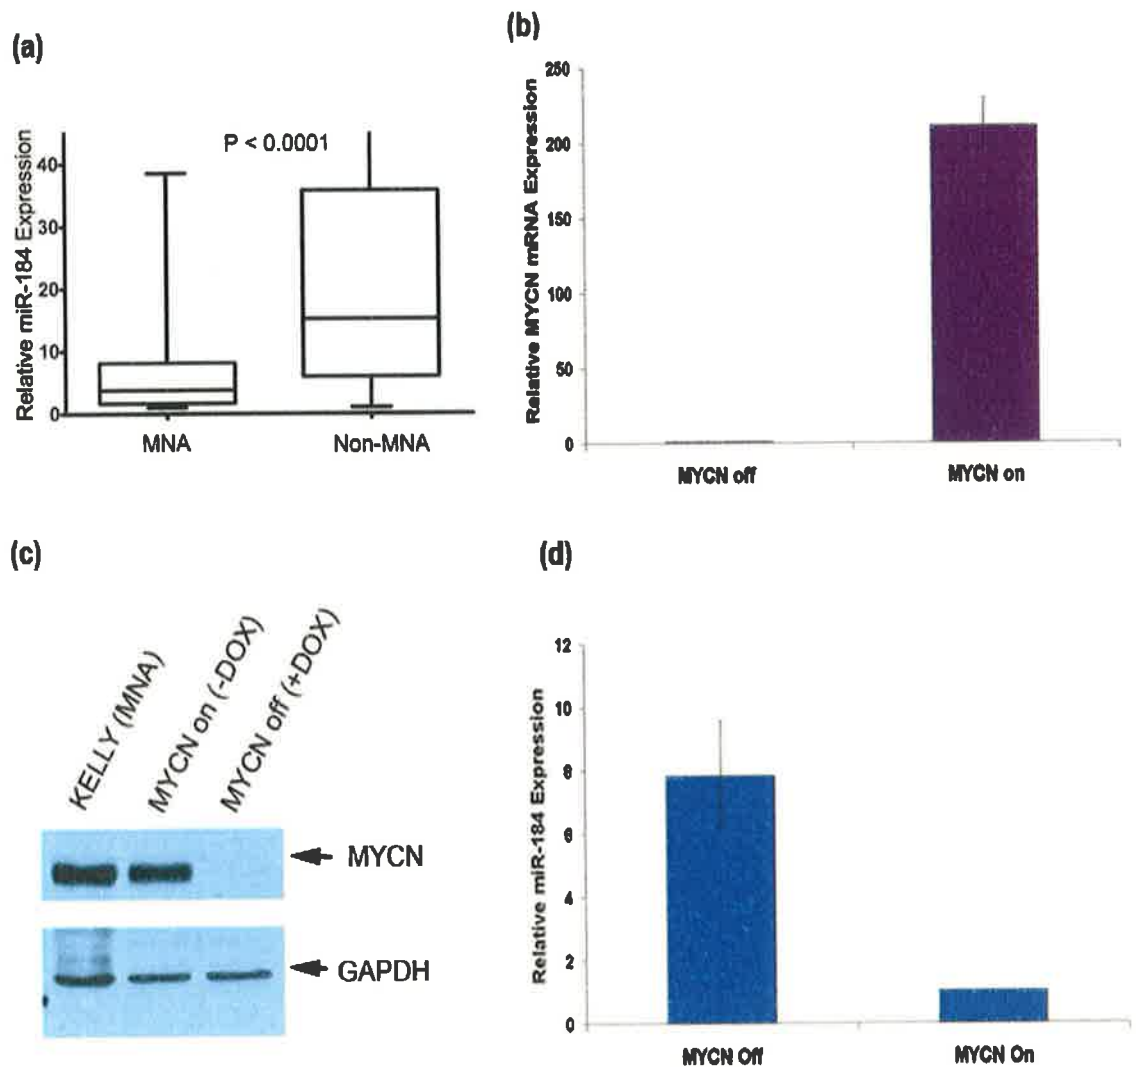 (a)
P < 0.0001
Relative miR-184 Expression
40
30
20
10
0
MNA Non-MNA
(b)
Relative MYCN mRNA Expression
250
200
150
100
50
0
MYCN off MYCN on
(c)
KELLY (MNA)
MYCN on (-DOX)
MYCN off (+DOX)
MYCN
GAPDH
(d)
Relative miR-184 Expression
12
10
8
6
4
2
0
MYCN Off MYCN On